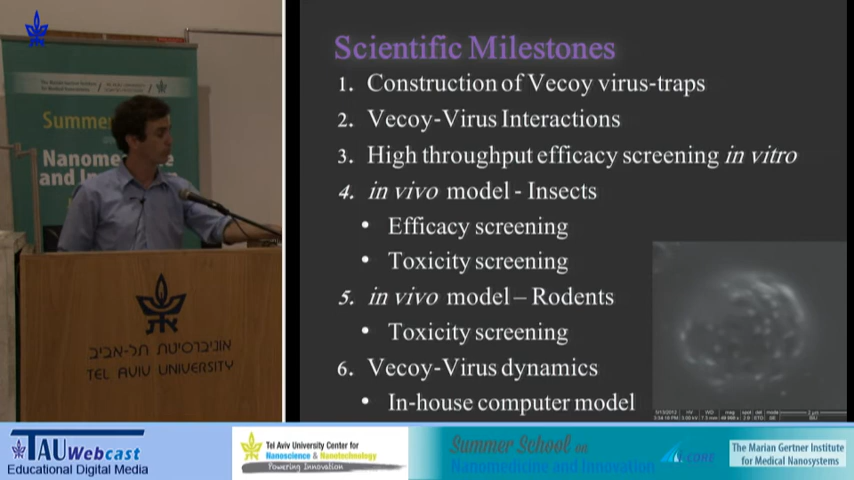 Summer
Nanome
and In
אוניברסיטת תל-אביב
TEL AVIV UNIVERSITY
Scientific Milestones
1. Construction of Vecoy virus-traps
2. Vecoy-Virus Interactions
3. High throughput efficacy screening in vitro
4. in vivo model - Insects
• Efficacy screening
• Toxicity screening
5. in vivo model – Rodents
• Toxicity screening
6. Vecoy-Virus dynamics
• In-house computer model
TAU Webcast
Educational Digital Media
Tel Aviv University Center for
Nanoscience & Nanotechnology
Powering Innovation
Summer School on
Nanomedicine and Innovation
The Marian Gertner Institute
for Medical Nanosystems